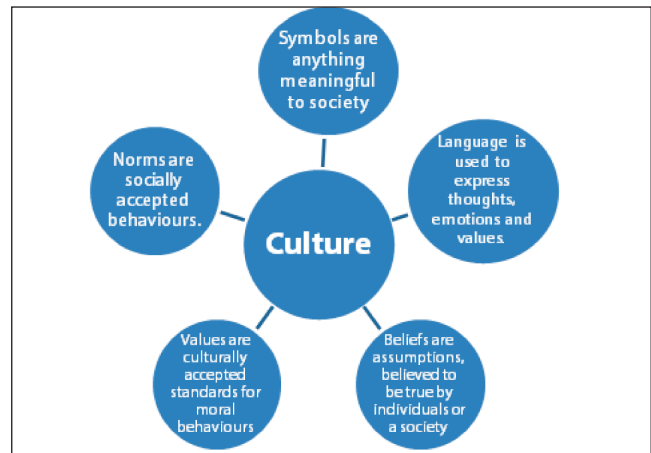 Symbols are
anything
meaningful
to society
Language is
used to
express
thoughts,
emotions and
values.
Beliefs are
assumptions,
believed to
be true by
individuals or
a society
Values are
culturally
accepted
standards for
moral
behaviours
Norms are
socially
accepted
behaviours.
Culture